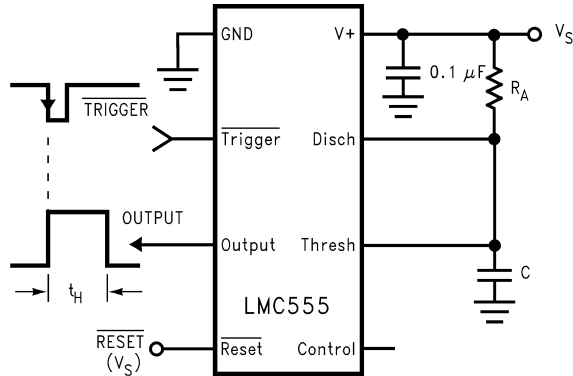 GND
V+
V_S
0.1 μF
R_A
TRIGGER
Trigger
Disch
OUTPUT
Output
Thresh
C
t_H
LMC555
RESET
(V_S)
Reset
Control